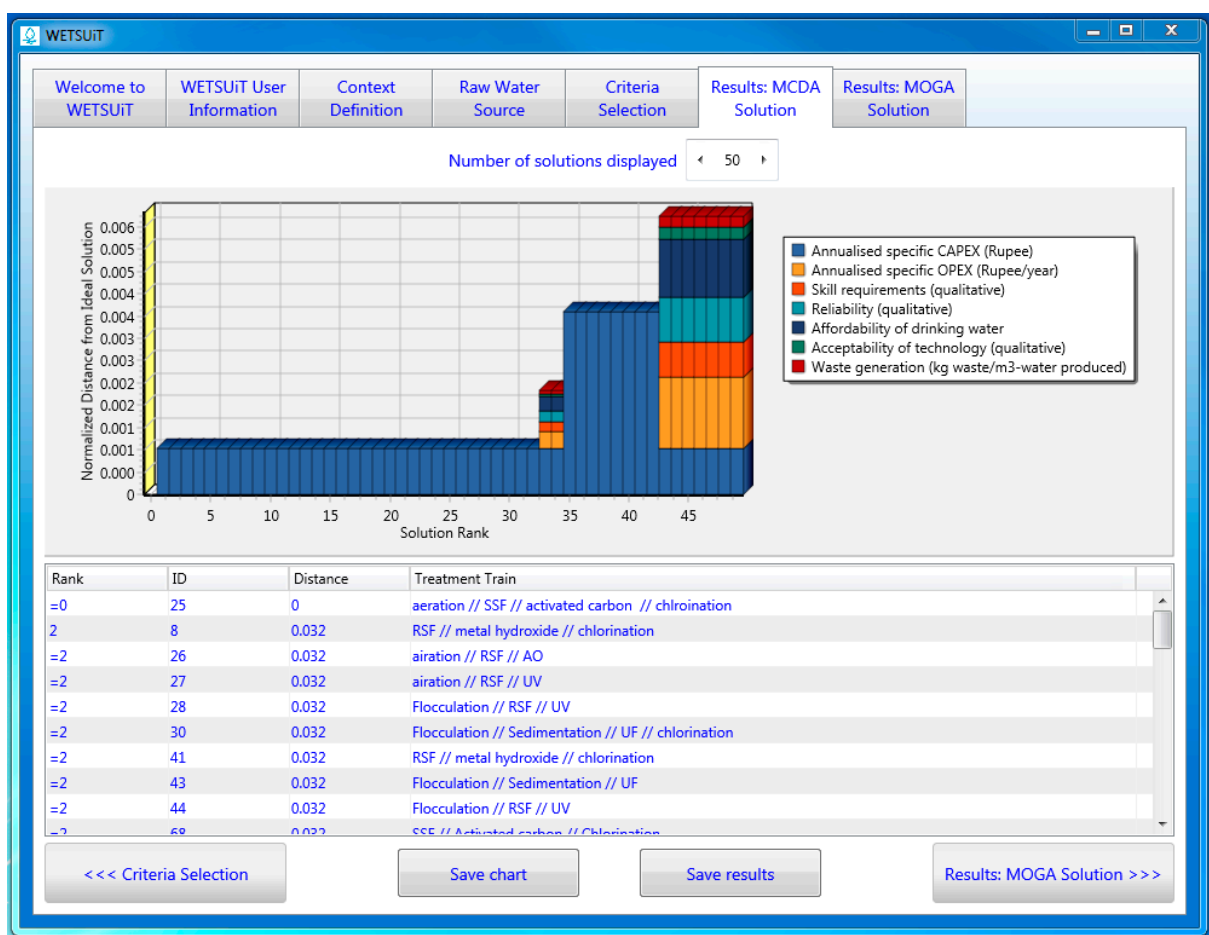 WETSUiT
Welcome to WETSUiT
WETSUiT User Information
Context Definition
Raw Water Source
Criteria Selection
Results: MCDA Solution
Results: MOGA Solution
Number of solutions displayed 50
Normalized Distance from Ideal Solution
0.006
0.005
0.005
0.004
0.004
0.003
0.003
0.002
0.002
0.001
0.001
0.000
0
0 5 10 15 20 25 30 35 40 45
Solution Rank
Annualised specific CAPEX (Rupee)
Annualised specific OPEX (Rupee/year)
Skill requirements (qualitative)
Reliability (qualitative)
Affordability of drinking water
Acceptability of technology (qualitative)
Waste generation (kg waste/m3-water produced)
Rank ID Distance Treatment Train
=0 25 0 aeration // SSF // activated carbon // chlroination
2 8 0.032 RSF // metal hydroxide // chlorination
=2 26 0.032 airation // RSF // AO
=2 27 0.032 airation // RSF // UV
=2 28 0.032 Flocculation // RSF // UV
=2 30 0.032 Flocculation // Sedimentation // UF // chlorination
=2 41 0.032 RSF // metal hydroxide // chlorination
=2 43 0.032 Flocculation // Sedimentation // UF
=2 44 0.032 Flocculation // RSF // UV
=2 68 0.032 SSF // Activated carbon // Chlorination
<<< Criteria Selection
Save chart
Save results
Results: MOGA Solution >>>